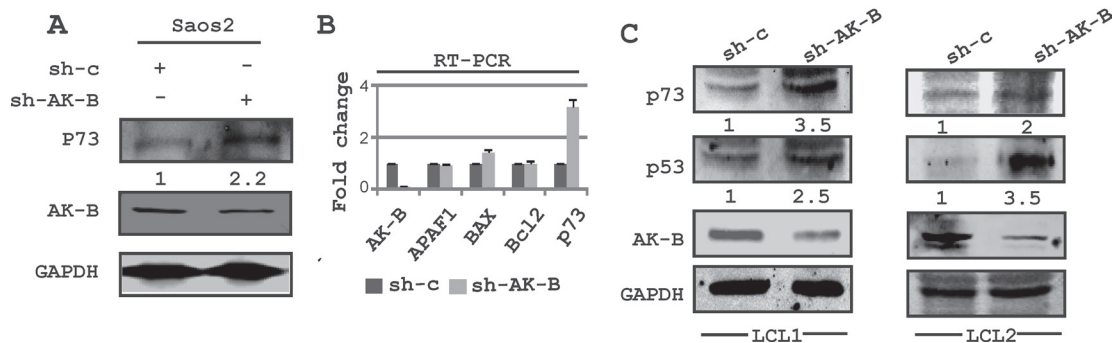 A
Saos2
sh-c + –
sh-AK-B – +
P73
1 2.2
AK-B
GAPDH
B
RT-PCR
Fold change
4
2
0
AK-B APAF1 BAX Bcl2 p73
sh-c sh-AK-B
C
sh-c sh-AK-B sh-c sh-AK-B
p73
1 3.5 1 2
p53
1 2.5 1 3.5
AK-B
GAPDH
LCL1 LCL2